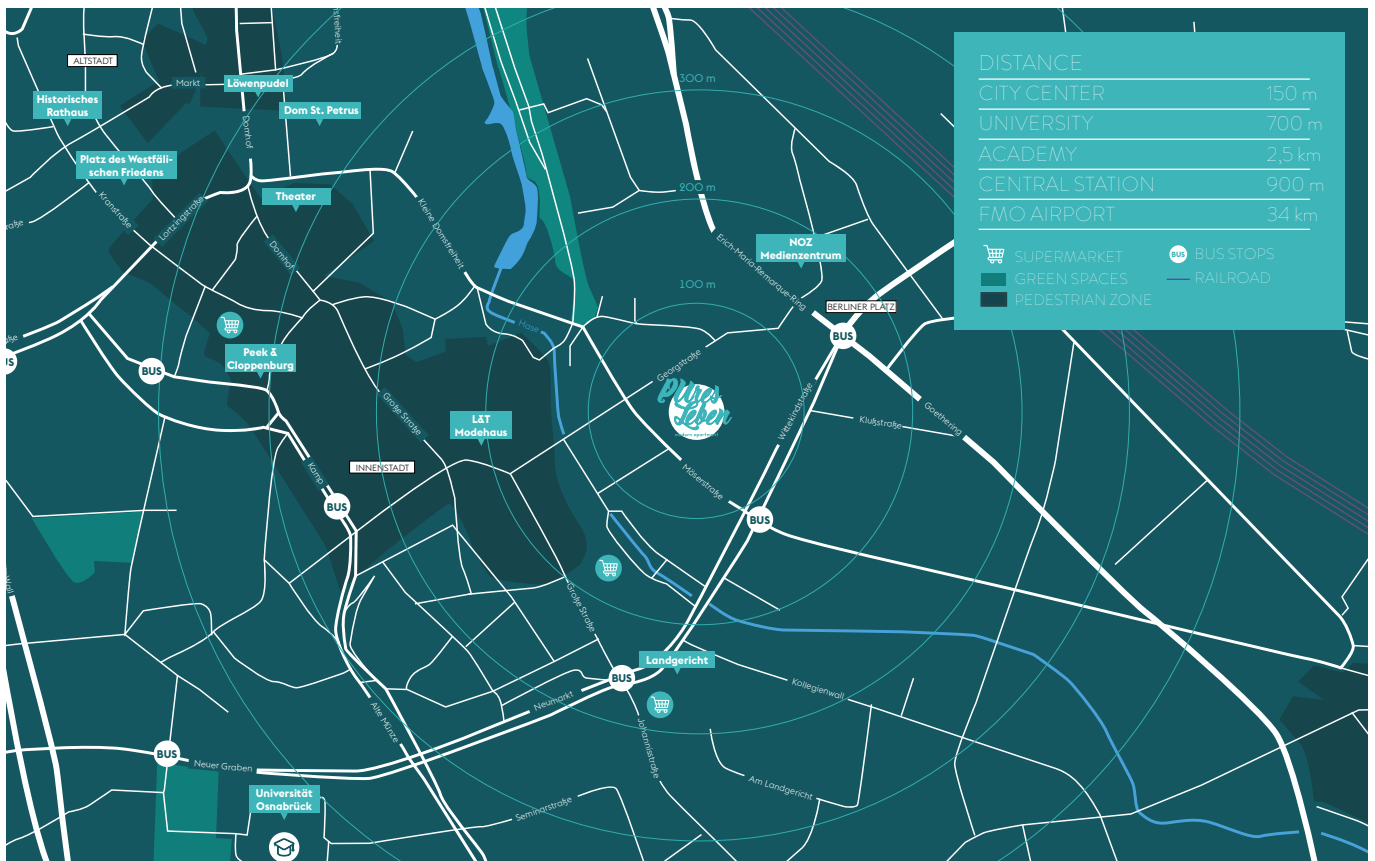 DISTANCE
CITY CENTER 150 m
UNIVERSITY 700 m
ACADEMY 2,5 km
CENTRAL STATION 900 m
FMO AIRPORT 34 km
SUPERMARKET
BUS BUS STOPS
GREEN SPACES
RAILROAD
PEDESTRIAN ZONE
ALTSTADT
Markt
Löwenpudel
Historisches
Rathaus
Dom St. Petrus
Domhof
Platz des Westfäli-
schen Friedens
Theater
Kranstraße
Lortzingstraße
Domhof
Kleine Domsfreiheit
300 m
200 m
100 m
Erich-Maria-Remarque-Ring
NOZ
Medienzentrum
BERLINER PLATZ
BUS
Hase
Peek &
Cloppenburg
BUS
Georgstraße
Pures
Leben
Große Straße
L&T
Modehaus
INNENSTADT
Kamp
BUS
Wittekindstraße
Klußstraße
Goethering
Möserstraße
BUS
Große Straße
Landgericht
BUS
Neumarkt
Kollegienwall
Johannisstraße
Alte Münze
BUS
Neuer Graben
Am Landgericht
Seminarstraße
Universität
Osnabrück